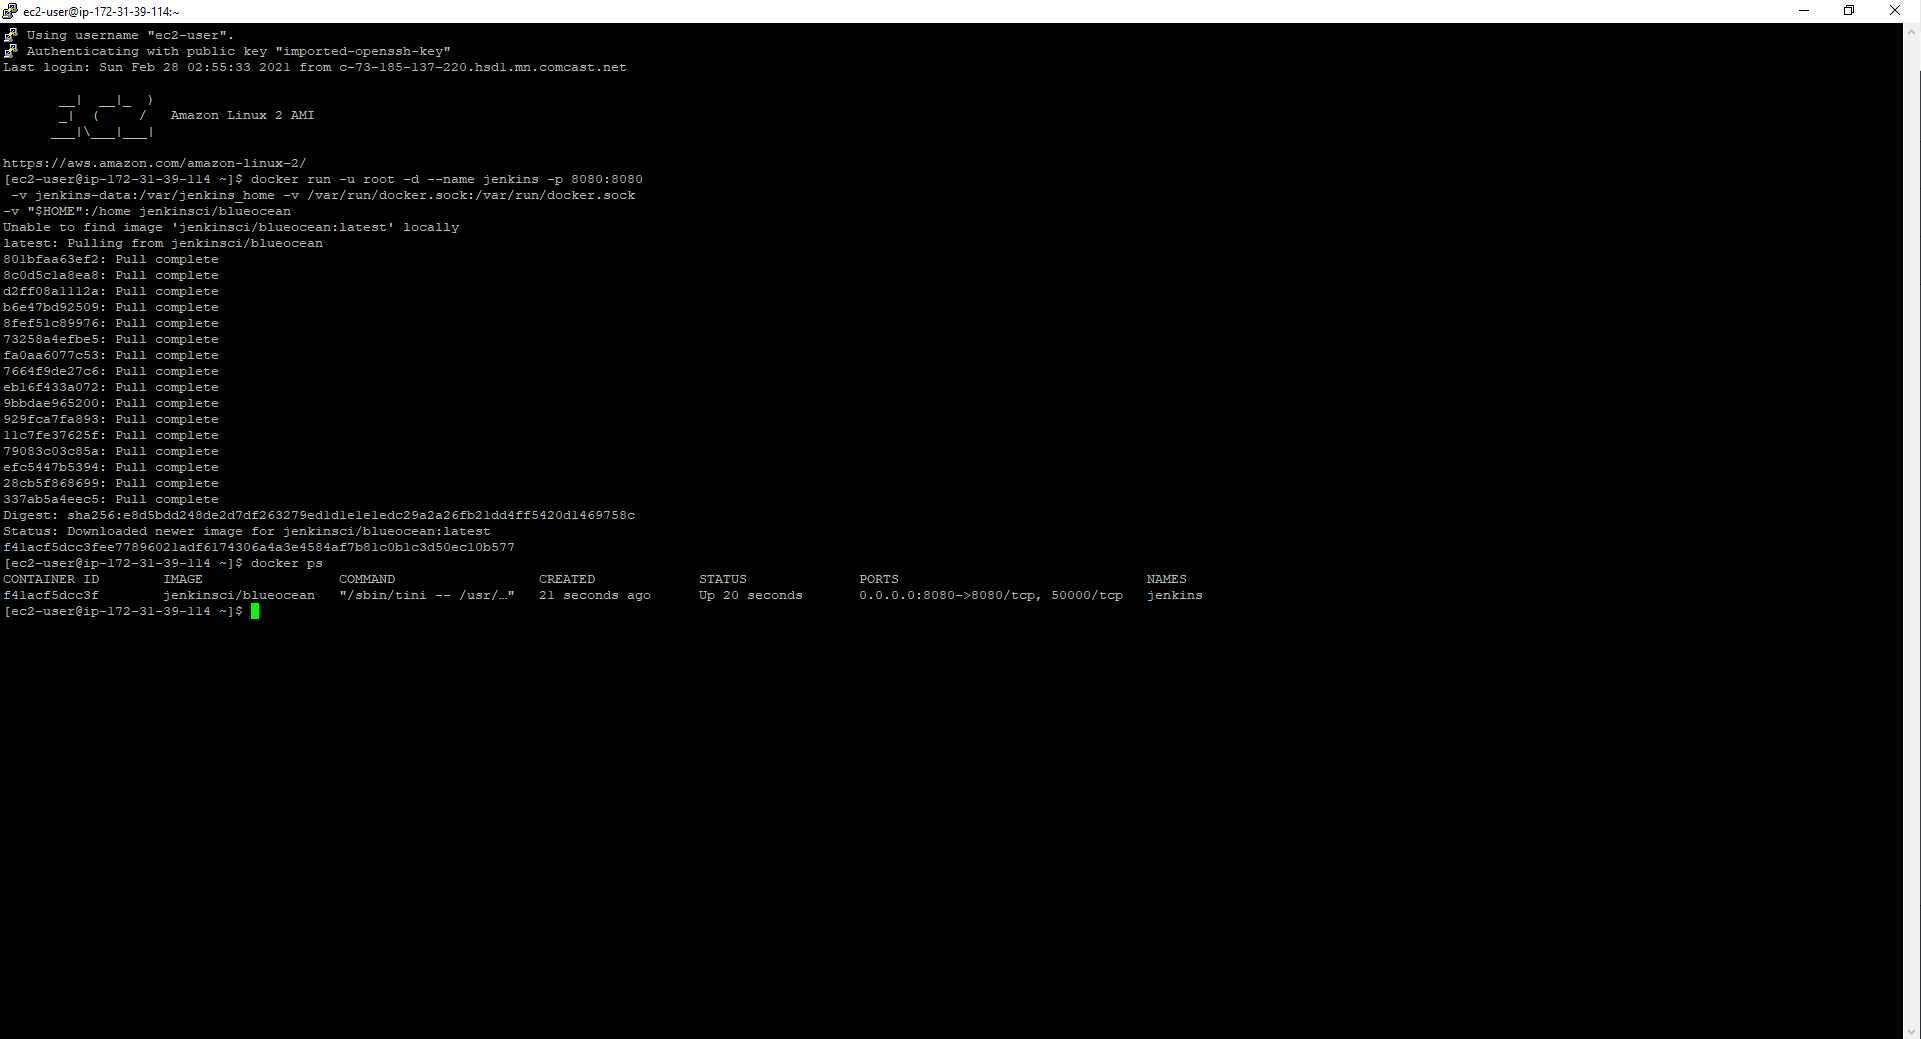 ec2-user@ip-172-31-39-114:~
Using username "ec2-user".
Authenticating with public key "imported-openssh-key"
Last login: Sun Feb 28 02:55:33 2021 from c-73-185-137-220.hsd1.mn.comcast.net
       __|  __|_  )
       _|  (     /   Amazon Linux 2 AMI
      ___|\___|___|
https://aws.amazon.com/amazon-linux-2/
[ec2-user@ip-172-31-39-114 ~]$ docker run -u root -d --name jenkins -p 8080:8080
 -v jenkins-data:/var/jenkins_home -v /var/run/docker.sock:/var/run/docker.sock
-v "$HOME":/home jenkinsci/blueocean
Unable to find image 'jenkinsci/blueocean:latest' locally
latest: Pulling from jenkinsci/blueocean
801bfaa63ef2: Pull complete
8c0d5c1a8ea8: Pull complete
d2ff08a1112a: Pull complete
b6e47bd92509: Pull complete
8fef51c89976: Pull complete
73258a4efbe5: Pull complete
fa0aa6077c53: Pull complete
7664f9de27c6: Pull complete
eb16f433a072: Pull complete
9bbdae965200: Pull complete
929fca7fa893: Pull complete
11c7fe37625f: Pull complete
79083c03c85a: Pull complete
efc5447b5394: Pull complete
28cb5f868699: Pull complete
337ab5a4eec5: Pull complete
Digest: sha256:e8d5bdd248de2d7df263279ed1d1e1e1edc29a2a26fb21dd4ff5420d1469758c
Status: Downloaded newer image for jenkinsci/blueocean:latest
f41acf5dcc3fee77896021adf6174306a4a3e4584af7b81c0b1c3d50ec10b577
[ec2-user@ip-172-31-39-114 ~]$ docker ps
CONTAINER ID        IMAGE                 COMMAND                  CREATED             STATUS              PORTS                               NAMES
f41acf5dcc3f        jenkinsci/blueocean   "/sbin/tini -- /usr/…"   21 seconds ago      Up 20 seconds       0.0.0.0:8080->8080/tcp, 50000/tcp   jenkins
[ec2-user@ip-172-31-39-114 ~]$